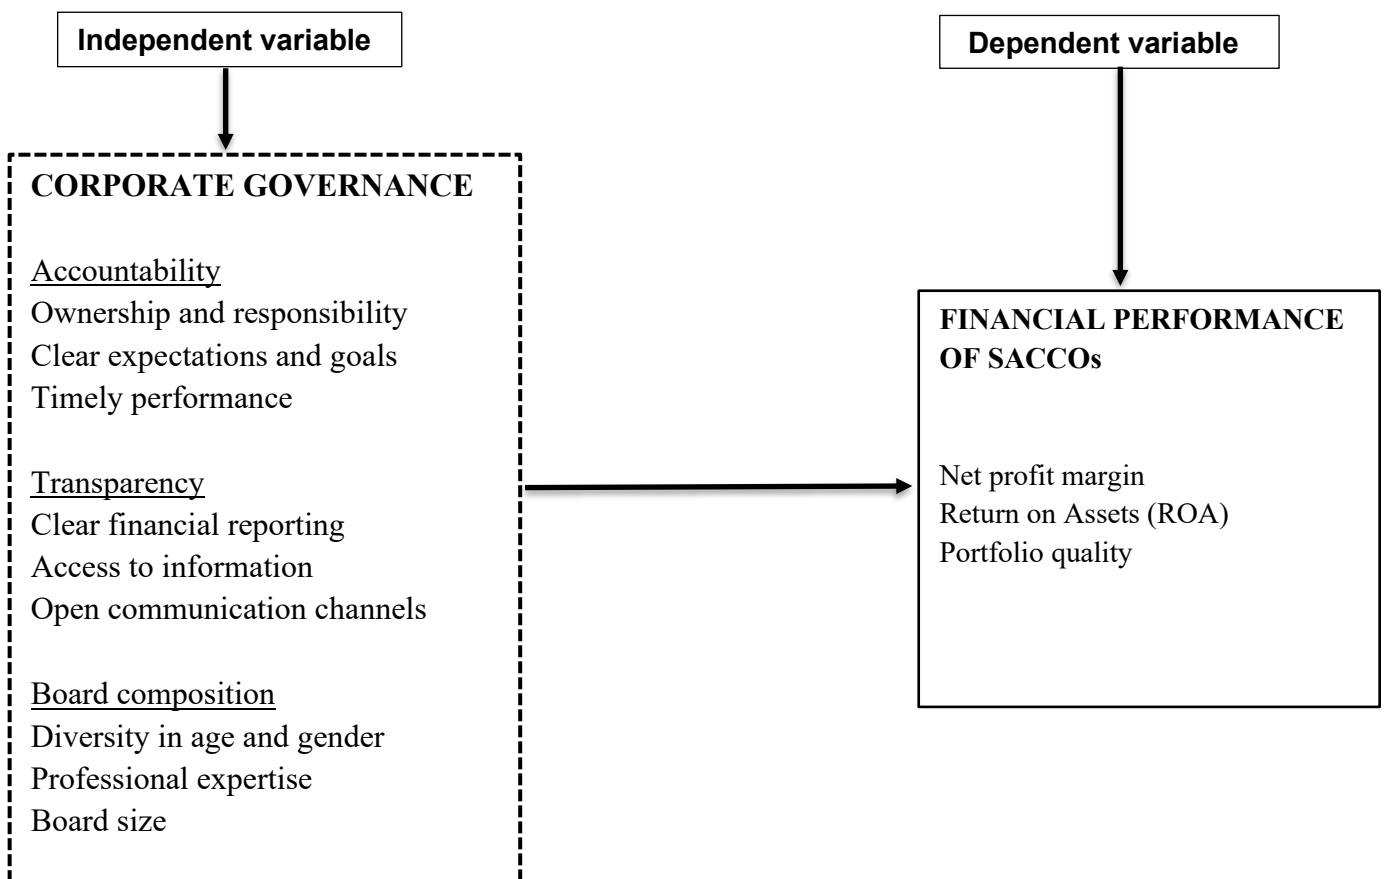 Independent variable
Dependent variable
CORPORATE GOVERNANCE
Accountability
Ownership and responsibility
Clear expectations and goals
Timely performance
Transparency
Clear financial reporting
Access to information
Open communication channels
Board composition
Diversity in age and gender
Professional expertise
Board size
FINANCIAL PERFORMANCE
OF SACCOs
Net profit margin
Return on Assets (ROA)
Portfolio quality